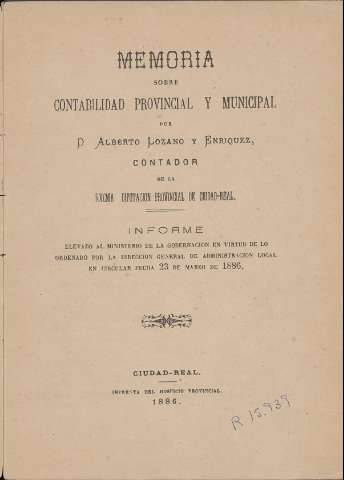 MEMORIA
SOBRE
CONTABILIDAD PROVINCIAL Y MUNICIPAL
POR
D. ALBERTO LOZANO Y ENRIQUEZ,
CONTADOR
DE LA
EXCMA DIPUTACION PROVINCIAL DE CIUDAD-REAL.
INFORME
ELEVADO AL MINISTERIO DE LA GOBERNACION EN VIRTUD DE LO
ORDENADO POR LA DIRECCION GENERAL DE ADMINISTRACION LOCAL
EN CIRCULAR FECHA 23 DE MARZO DE 1886.
CIUDAD-REAL.
IMPRENTA DEL HOSPICIO PROVINCIAL.
1886.
R 15.939